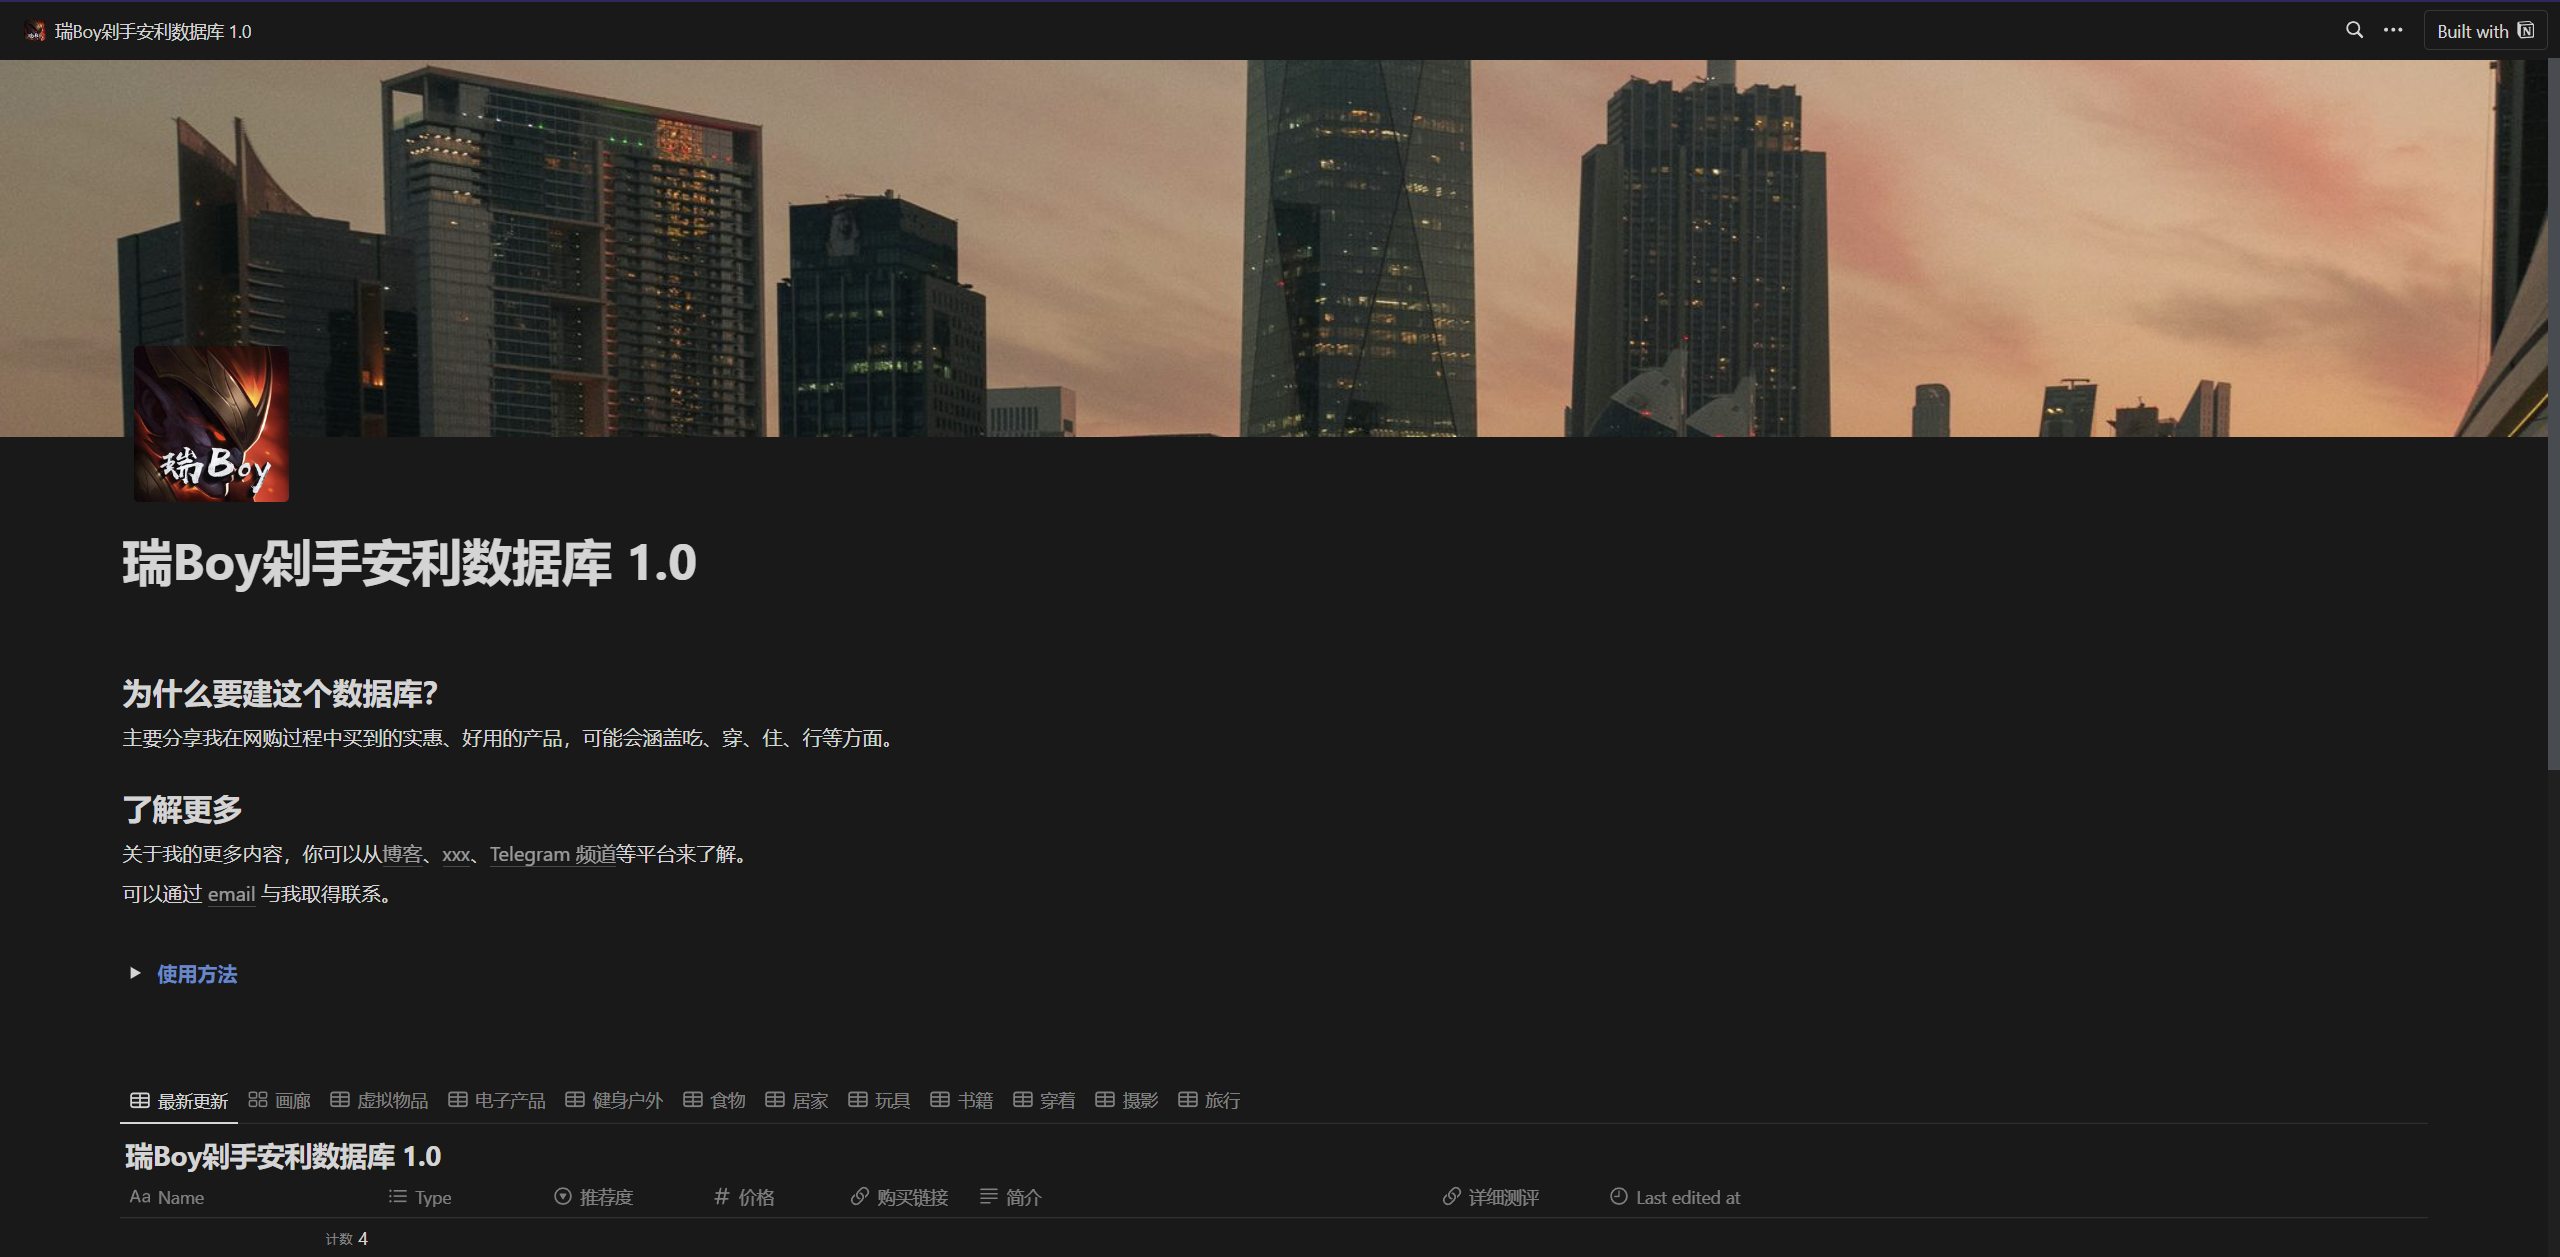 瑞Boy剁手安利数据库 1.0
Built with
瑞Boy
瑞Boy剁手安利数据库 1.0
为什么要建这个数据库？
主要分享我在网购过程中买到的实惠、好用的产品，可能会涵盖吃、穿、住、行等方面。
了解更多
关于我的更多内容，你可以从博客、xxx、Telegram 频道等平台来了解。
可以通过 email 与我取得联系。
使用方法
最新更新 画廊 虚拟物品 电子产品 健身户外 食物 居家 玩具 书籍 穿着 摄影 旅行
瑞Boy剁手安利数据库 1.0
Aa Name Type 推荐度 # 价格 购买链接 简介 详细测评 Last edited at
计数 4